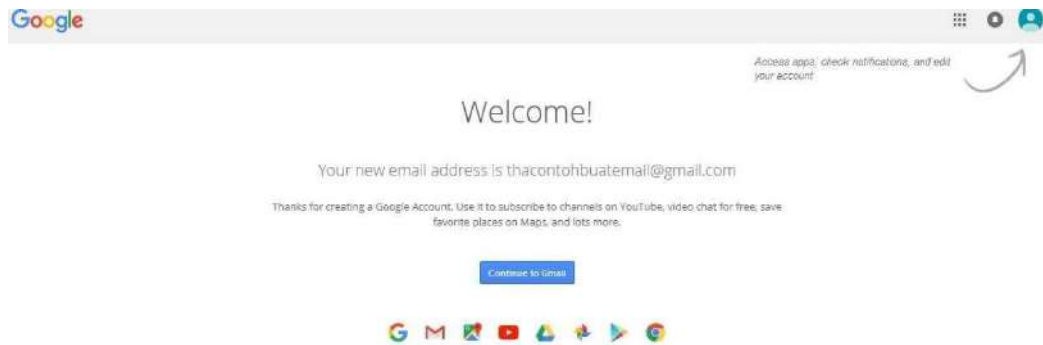 Google
Access apps, check notifications, and edit
your account
Welcome!
Your new email address is thacontohbuatemail@gmail.com
Thanks for creating a Google Account. Use it to subscribe to channels on YouTube, video chat for free, save
favorite places on Maps, and lots more.
Continue to Gmail